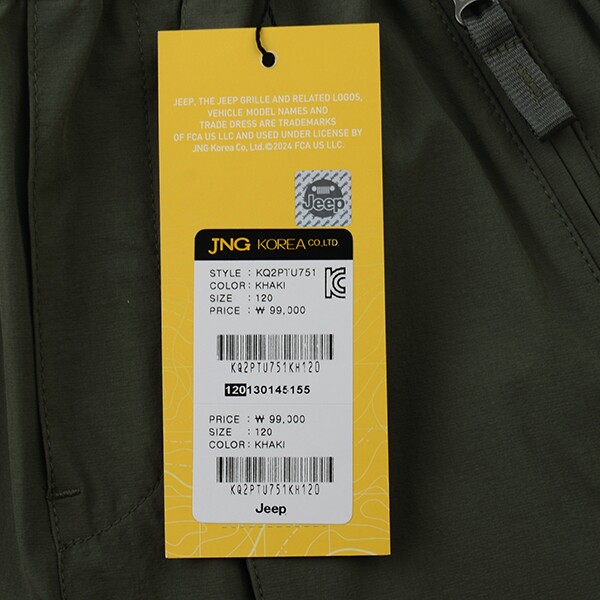 JEEP, THE JEEP GRILLE AND RELATED LOGOS,
VEHICLE MODEL NAMES AND
TRADE DRESS ARE TRADEMARKS
OF FCA US LLC AND USED UNDER LICENSE BY
JNG Korea Co, Ltd.©2024 FCA US LLC.
Jeep
JNG KOREA CO.,LTD.
STYLE : KQ2PTU751
COLOR : KHAKI
SIZE : 120
PRICE : ₩ 99,000
KQ2PTU751KH120
120130145155
PRICE : ₩ 99,000
SIZE : 120
COLOR : KHAKI
KQ2PTU751KH120
Jeep